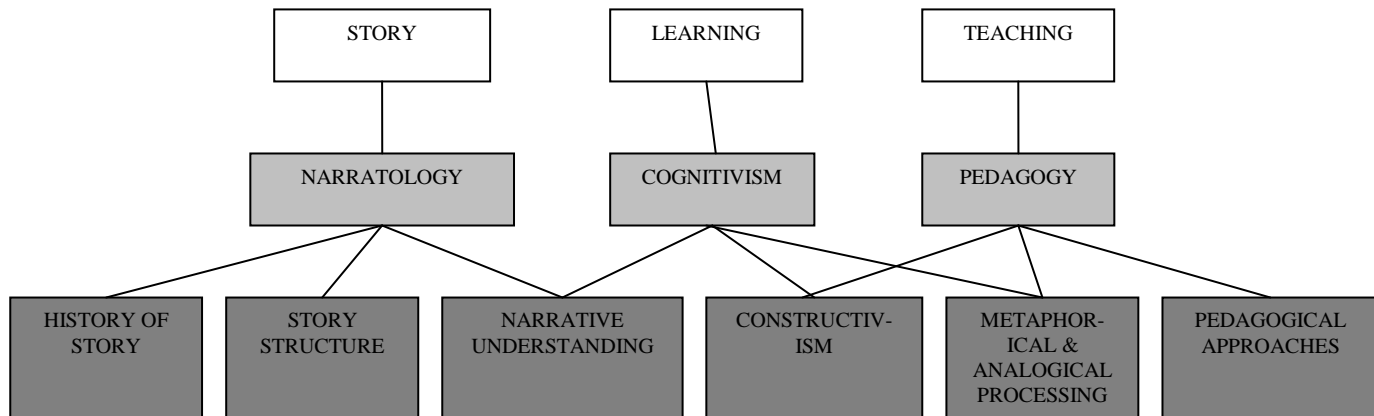 STORY
LEARNING
TEACHING
NARRATOLOGY
COGNITIVISM
PEDAGOGY
HISTORY OF
STORY
STORY
STRUCTURE
NARRATIVE
UNDERSTANDING
CONSTRUCTIV-
ISM
METAPHOR-
ICAL &
ANALOGICAL
PROCESSING
PEDAGOGICAL
APPROACHES